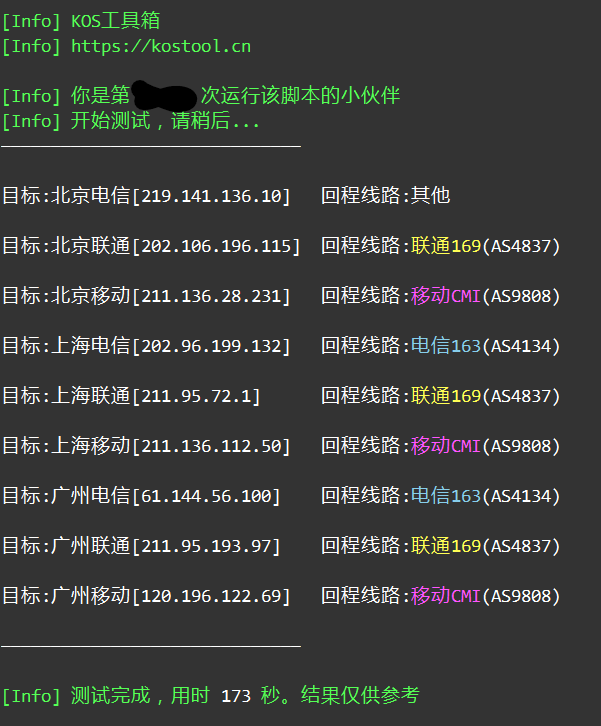 [Info] KOS工具箱
[Info] https://kostool.cn
[Info] 你是第 次运行该脚本的小伙伴
[Info] 开始测试，请稍后...
目标:北京电信[219.141.136.10] 回程线路:其他
目标:北京联通[202.106.196.115] 回程线路:联通169(AS4837)
目标:北京移动[211.136.28.231] 回程线路:移动CMI(AS9808)
目标:上海电信[202.96.199.132] 回程线路:电信163(AS4134)
目标:上海联通[211.95.72.1] 回程线路:联通169(AS4837)
目标:上海移动[211.136.112.50] 回程线路:移动CMI(AS9808)
目标:广州电信[61.144.56.100] 回程线路:电信163(AS4134)
目标:广州联通[211.95.193.97] 回程线路:联通169(AS4837)
目标:广州移动[120.196.122.69] 回程线路:移动CMI(AS9808)
[Info] 测试完成，用时 173 秒。结果仅供参考